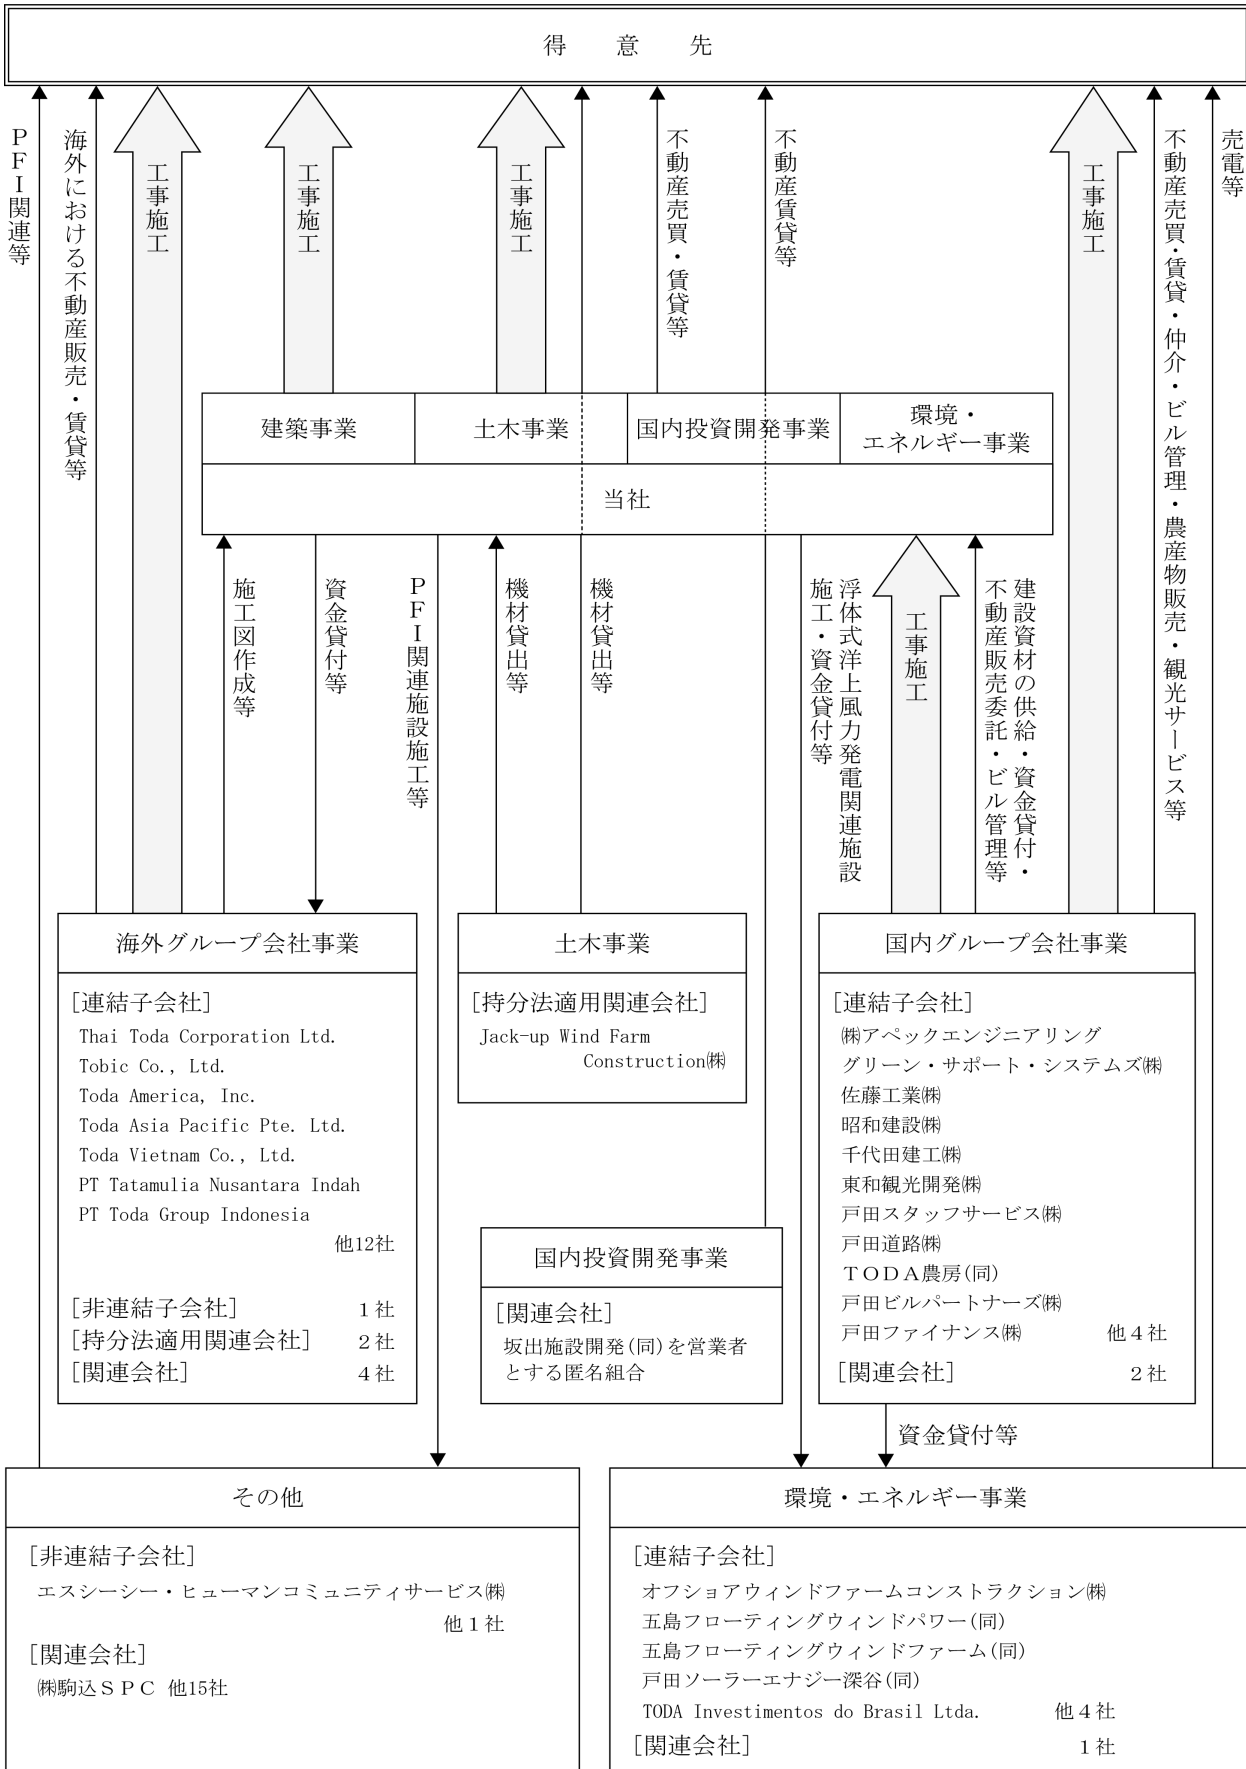 得意先
ＰＦＩ関連等
海外における不動産販売・賃貸等
工事施工
工事施工
工事施工
不動産売買・賃貸等
不動産賃貸等
工事施工
不動産売買・賃貸・仲介・ビル管理・農産物販売・観光サービス等
売電等
建築事業
土木事業
国内投資開発事業
環境・
エネルギー事業
当社
施工図作成等
資金貸付等
ＰＦＩ関連施設施工等
機材貸出等
機材貸出等
浮体式洋上風力発電関連施設
施工・資金貸付等
工事施工
建設資材の供給・資金貸付・
不動産販売委託・ビル管理等
海外グループ会社事業
［連結子会社］
Thai Toda Corporation Ltd.
Tobic Co., Ltd.
Toda America, Inc.
Toda Asia Pacific Pte. Ltd.
Toda Vietnam Co., Ltd.
PT Tatamulia Nusantara Indah
PT Toda Group Indonesia
他12社
［非連結子会社］ １社
［持分法適用関連会社］ ２社
［関連会社］ ４社
土木事業
［持分法適用関連会社］
Jack-up Wind Farm
Construction㈱
国内投資開発事業
［関連会社］
坂出施設開発(同)を営業者
とする匿名組合
国内グループ会社事業
［連結子会社］
㈱アペックエンジニアリング
グリーン・サポート・システムズ㈱
佐藤工業㈱
昭和建設㈱
千代田建工㈱
東和観光開発㈱
戸田スタッフサービス㈱
戸田道路㈱
ＴＯＤＡ農房(同)
戸田ビルパートナーズ㈱
戸田ファイナンス㈱ 他４社
［関連会社］ ２社
資金貸付等
その他
［非連結子会社］
エスシーシー・ヒューマンコミュニティサービス㈱
他１社
［関連会社］
㈱駒込ＳＰＣ 他15社
環境・エネルギー事業
［連結子会社］
オフショアウィンドファームコンストラクション㈱
五島フローティングウィンドパワー(同)
五島フローティングウィンドファーム(同)
戸田ソーラーエナジー深谷(同)
TODA Investimentos do Brasil Ltda. 他４社
［関連会社］ １社